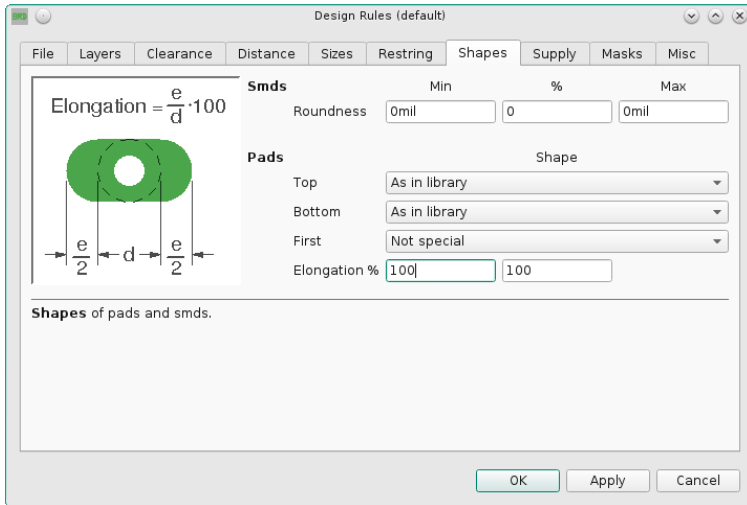 BRD
Design Rules (default)
File Layers Clearance Distance Sizes Restring Shapes Supply Masks Misc
Elongation = e/d ·100
e/2 d e/2
Smds Min % Max
Roundness 0mil 0 0mil
Pads Shape
Top As in library
Bottom As in library
First Not special
Elongation % 100 100
Shapes of pads and smds.
OK Apply Cancel